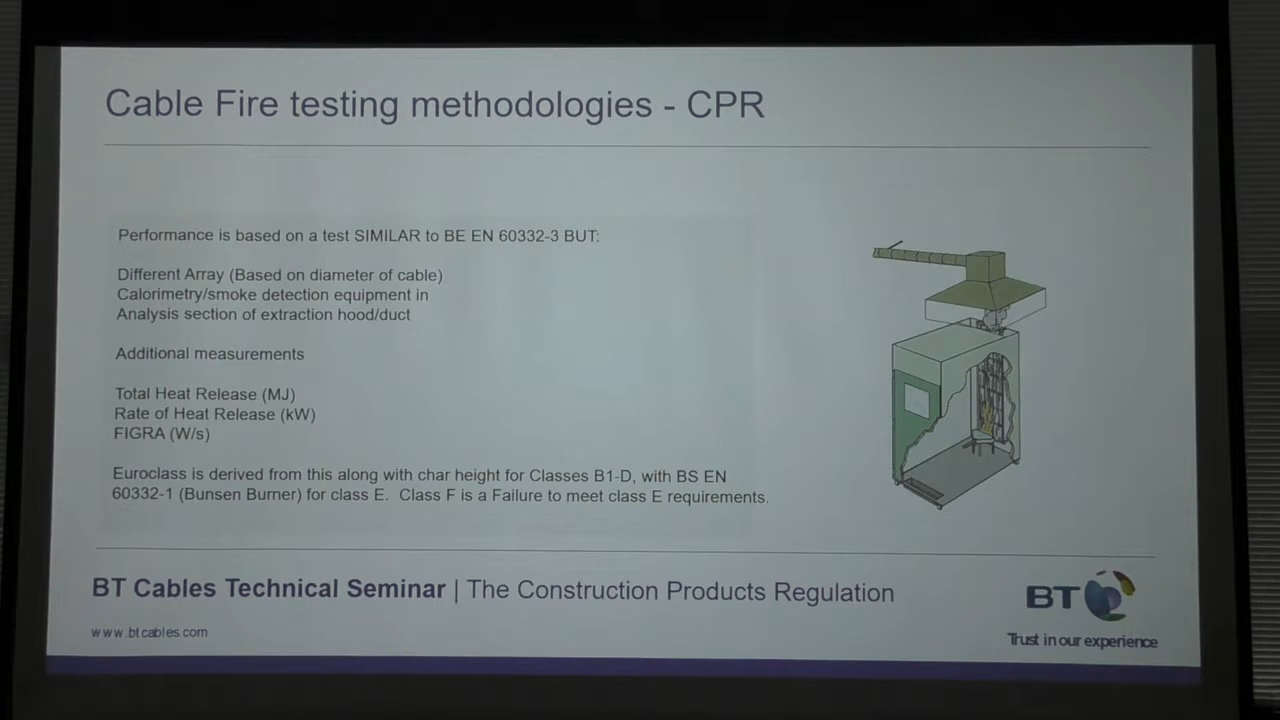 Cable Fire testing methodologies - CPR
Performance is based on a test SIMILAR to BE EN 60332-3 BUT:
Different Array (Based on diameter of cable)
Calorimetry/smoke detection equipment in
Analysis section of extraction hood/duct
Additional measurements
Total Heat Release (MJ)
Rate of Heat Release (kW)
FIGRA (W/s)
Euroclass is derived from this along with char height for Classes B1-D, with BS EN
60332-1 (Bunsen Burner) for class E. Class F is a Failure to meet class E requirements.
BT Cables Technical Seminar | The Construction Products Regulation
www.btcables.com
BT
Trust in our experience